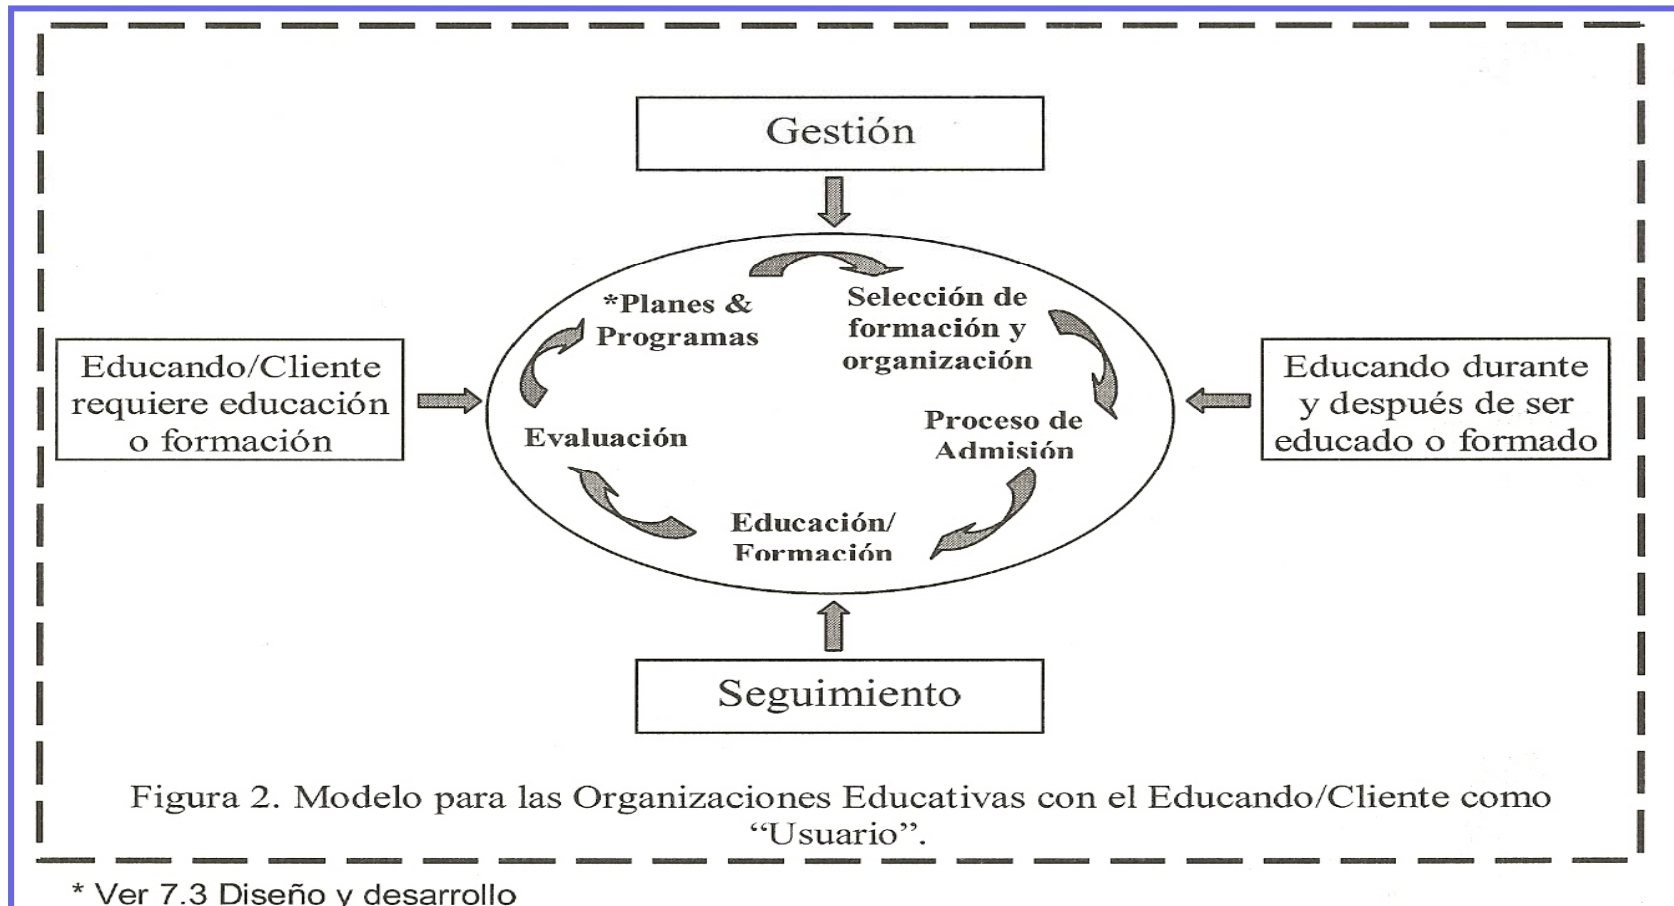 Gestión
*Planes &
Programas
Selección de
formación y
organización
Educando/Cliente
requiere educación
o formación
Educando durante
y después de ser
educado o formado
Evaluación
Proceso de
Admisión
Educación/
Formación
Seguimiento
Figura 2. Modelo para las Organizaciones Educativas con el Educando/Cliente como
“Usuario”.
* Ver 7.3 Diseño y desarrollo